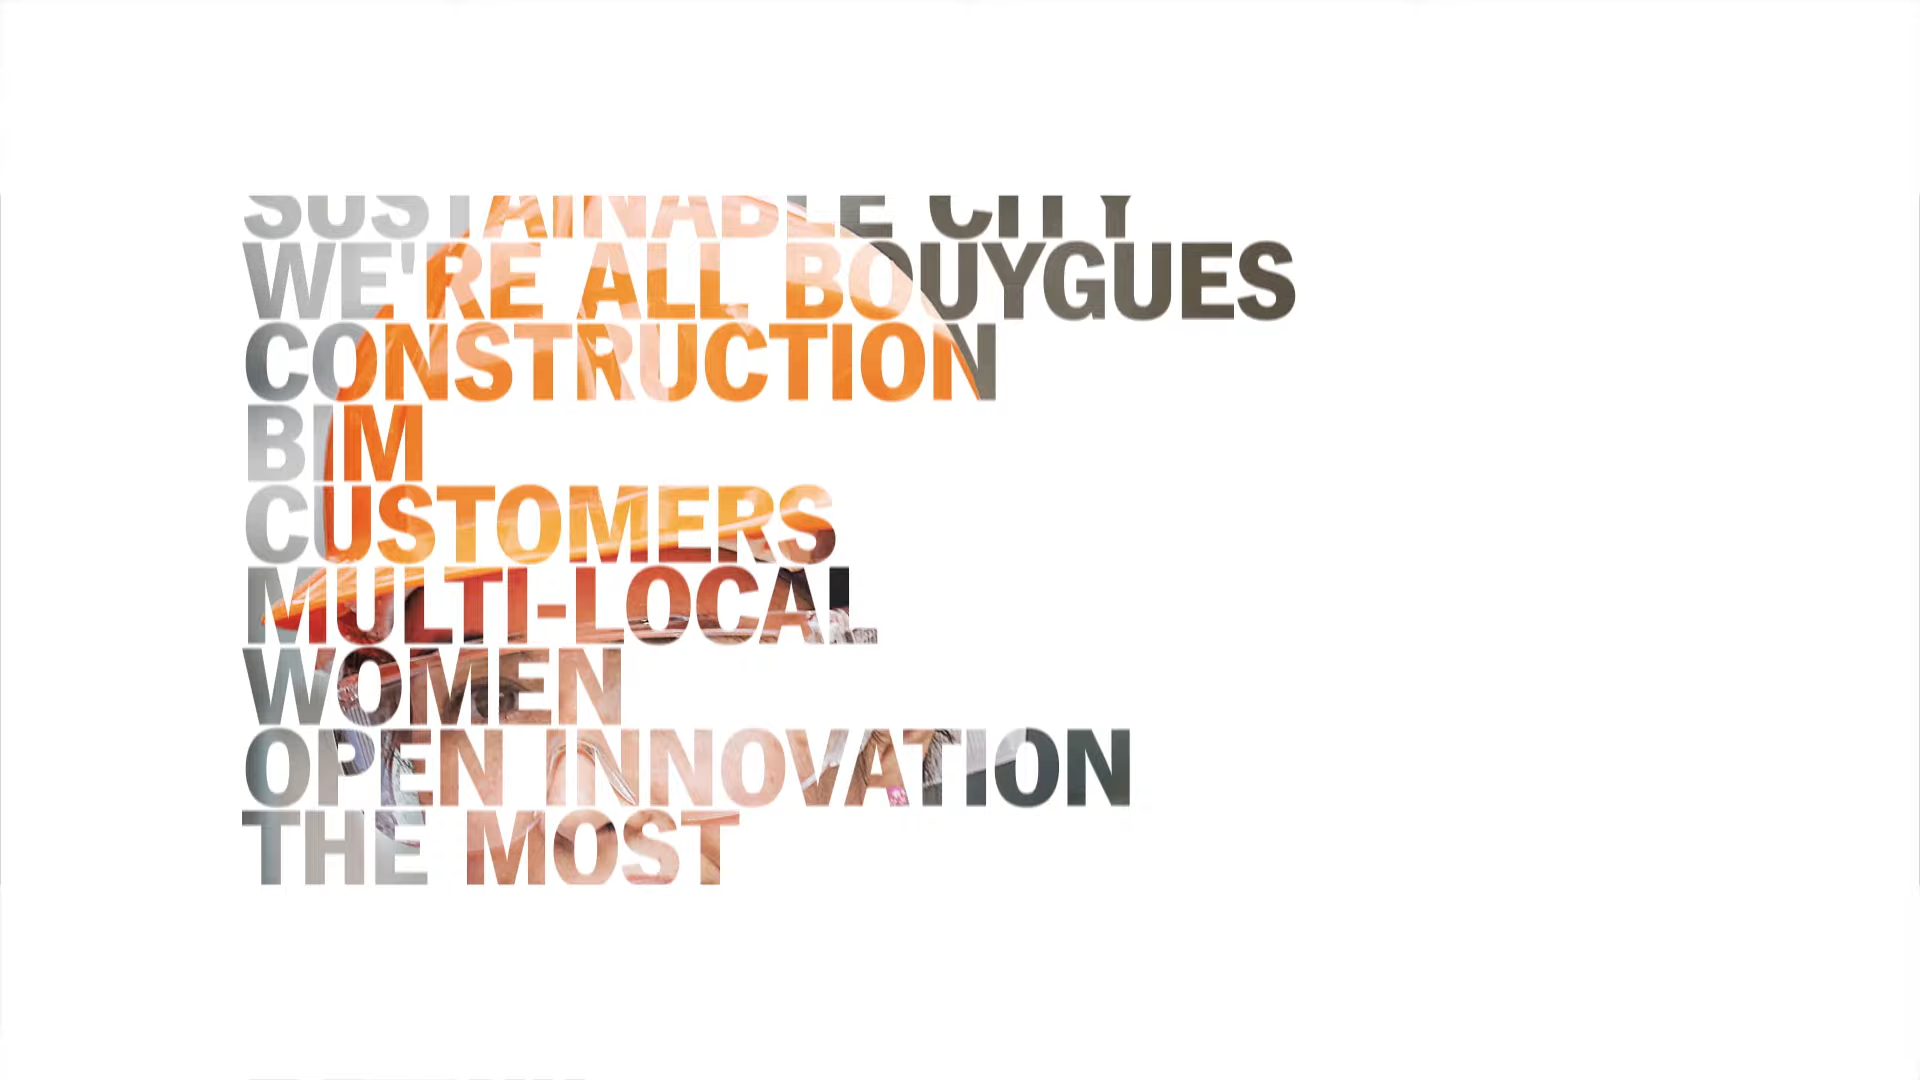 SUSTAINABLE CITY
WE'RE ALL BOUYGUES
CONSTRUCTION
BIM
CUSTOMERS
MULTI-LOCAL
WOMEN
OPEN INNOVATION
THE MOST